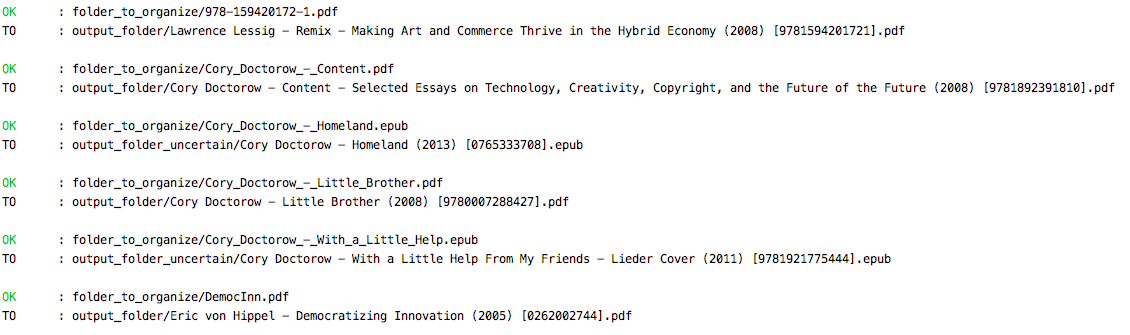 OK : folder_to_organize/978-159420172-1.pdf
TO : output_folder/Lawrence Lessig - Remix - Making Art and Commerce Thrive in the Hybrid Economy (2008) [9781594201721].pdf
OK : folder_to_organize/Cory_Doctorow_-_Content.pdf
TO : output_folder/Cory Doctorow - Content - Selected Essays on Technology, Creativity, Copyright, and the Future of the Future (2008) [9781892391810].pdf
OK : folder_to_organize/Cory_Doctorow_-_Homeland.epub
TO : output_folder_uncertain/Cory Doctorow - Homeland (2013) [0765333708].epub
OK : folder_to_organize/Cory_Doctorow_-_Little_Brother.pdf
TO : output_folder/Cory Doctorow - Little Brother (2008) [9780007288427].pdf
OK : folder_to_organize/Cory_Doctorow_-_With_a_Little_Help.epub
TO : output_folder_uncertain/Cory Doctorow - With a Little Help From My Friends - Lieder Cover (2011) [9781921775444].epub
OK : folder_to_organize/DemocInn.pdf
TO : output_folder/Eric von Hippel - Democratizing Innovation (2005) [0262002744].pdf